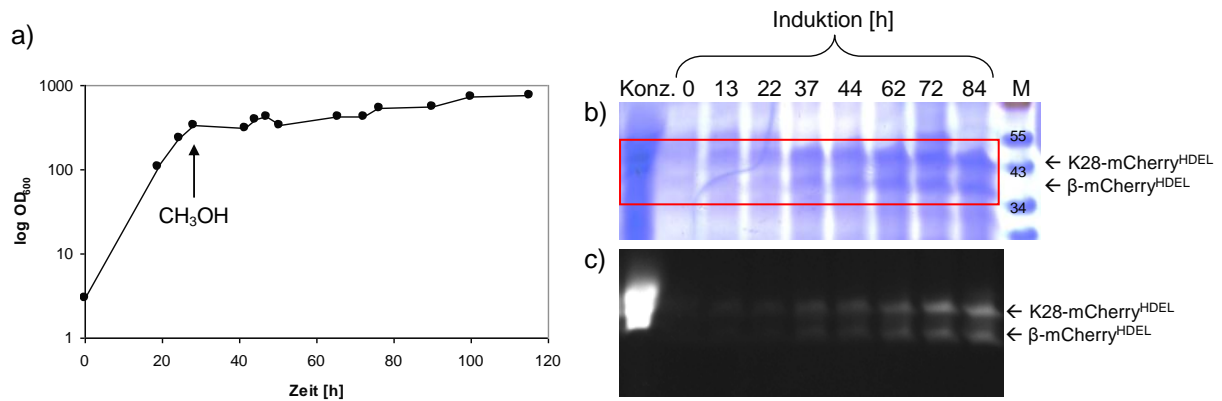 a)
1000
100
10
1
log OD600
0
20
40
60
80
100
120
Zeit [h]
CH3OH
Induktion [h]
Konz. 0 13 22 37 44 62 72 84 M
b)
55
43
34
← K28-mCherryHDEL
← β-mCherryHDEL
c)
← K28-mCherryHDEL
← β-mCherryHDEL